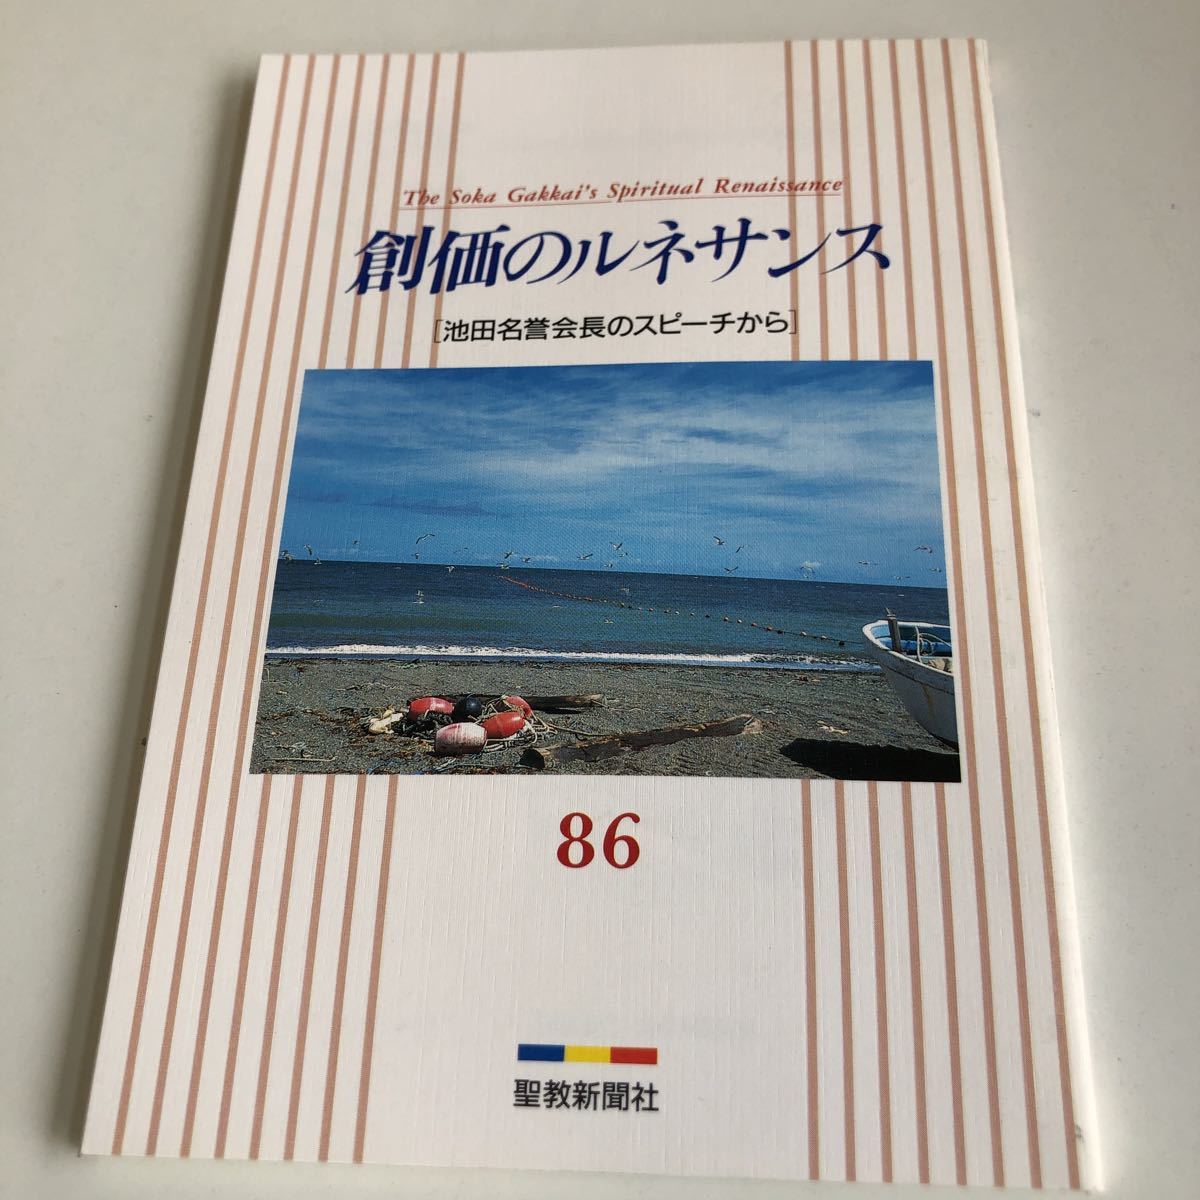 The Soka Gakkai's Spiritual Renaissance
創価のルネサンス
[池田名誉会長のスピーチから]
86
聖教新聞社